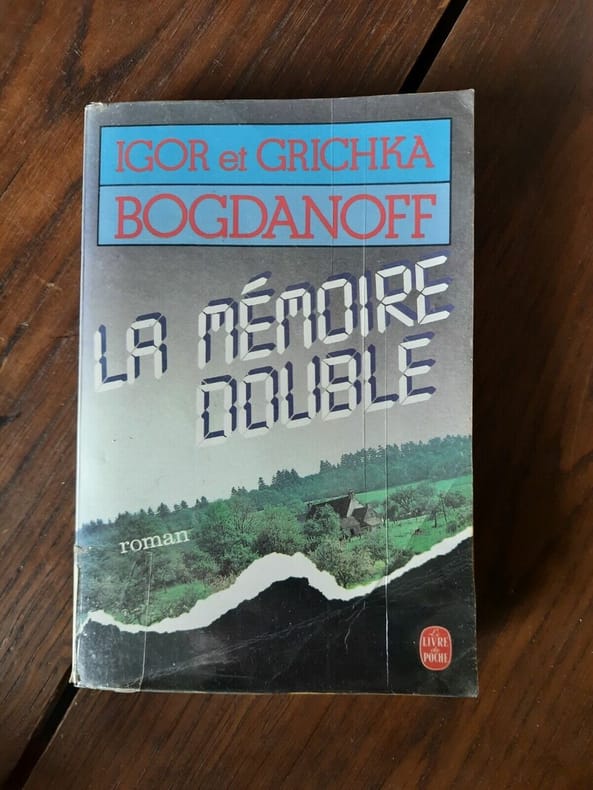 IGOR et GRICHKA
BOGDANOFF
LA MÉMOIRE
DOUBLE
roman
Le
LIVRE
de
POCHE